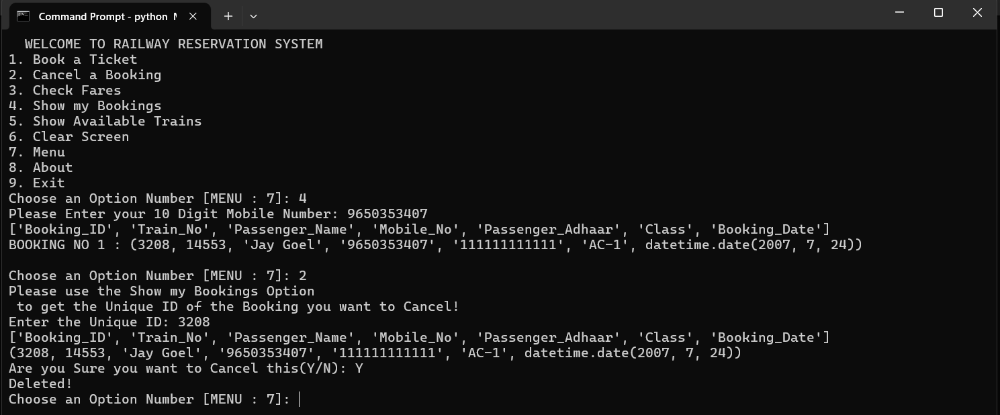 Command Prompt - python
WELCOME TO RAILWAY RESERVATION SYSTEM
1. Book a Ticket
2. Cancel a Booking
3. Check Fares
4. Show my Bookings
5. Show Available Trains
6. Clear Screen
7. Menu
8. About
9. Exit
Choose an Option Number [MENU : 7]: 4
Please Enter your 10 Digit Mobile Number: 9650353407
['Booking_ID', 'Train_No', 'Passenger_Name', 'Mobile_No', 'Passenger_Adhaar', 'Class', 'Booking_Date']
BOOKING NO 1 : (3208, 14553, 'Jay Goel', '9650353407', '111111111111', 'AC-1', datetime.date(2007, 7, 24))
Choose an Option Number [MENU : 7]: 2
Please use the Show my Bookings Option
to get the Unique ID of the Booking you want to Cancel!
Enter the Unique ID: 3208
['Booking_ID', 'Train_No', 'Passenger_Name', 'Mobile_No', 'Passenger_Adhaar', 'Class', 'Booking_Date']
(3208, 14553, 'Jay Goel', '9650353407', '111111111111', 'AC-1', datetime.date(2007, 7, 24))
Are you Sure you want to Cancel this(Y/N): Y
Deleted!
Choose an Option Number [MENU : 7]: